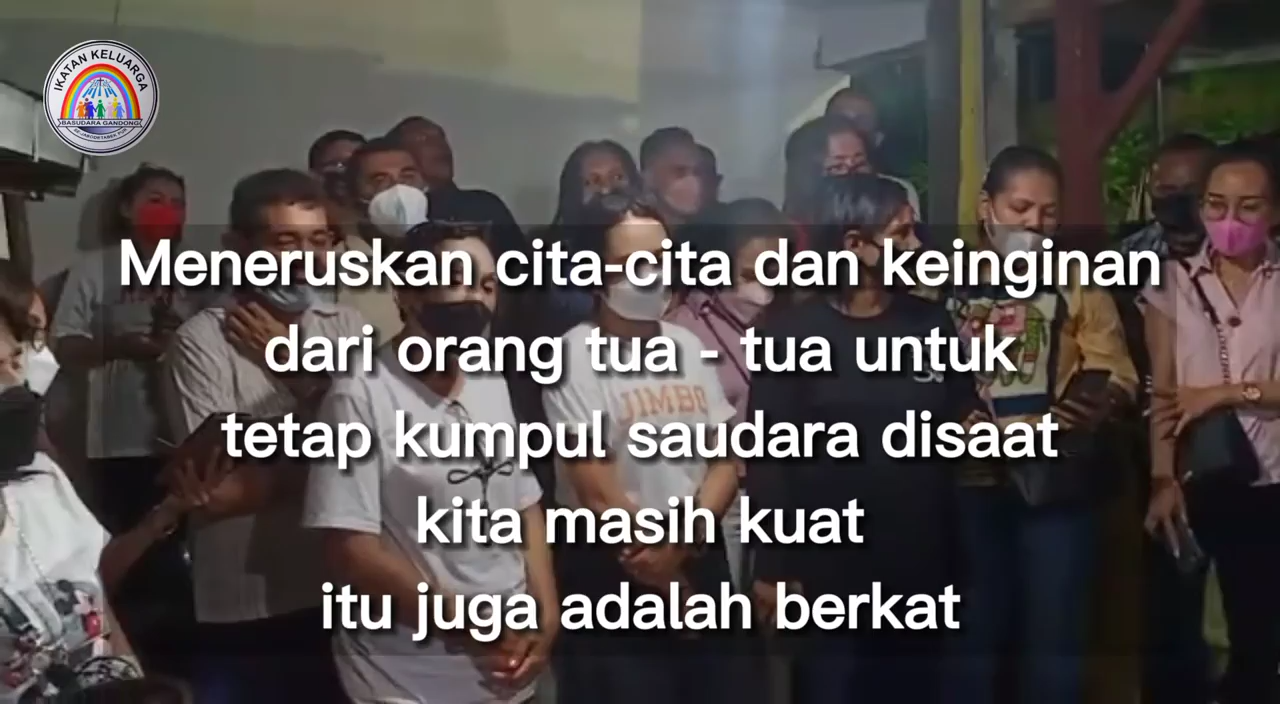 IKATAN KELUARGA
BASUDARA GANDONG
Meneruskan cita-cita dan keinginan
dari orang tua - tua untuk
tetap kumpul saudara disaat
kita masih kuat
itu juga adalah berkat
JIMBO